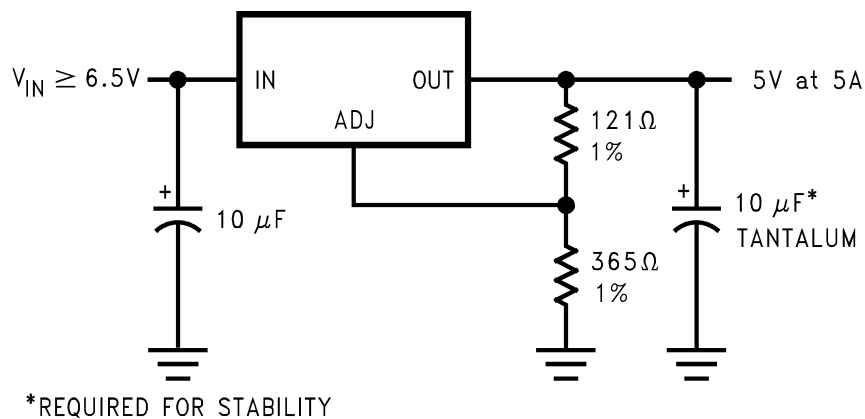 V_IN ≥ 6.5V
IN
OUT
ADJ
5V at 5A
121Ω
1%
+
10 μF
+
10 μF*
TANTALUM
365Ω
1%
*REQUIRED FOR STABILITY